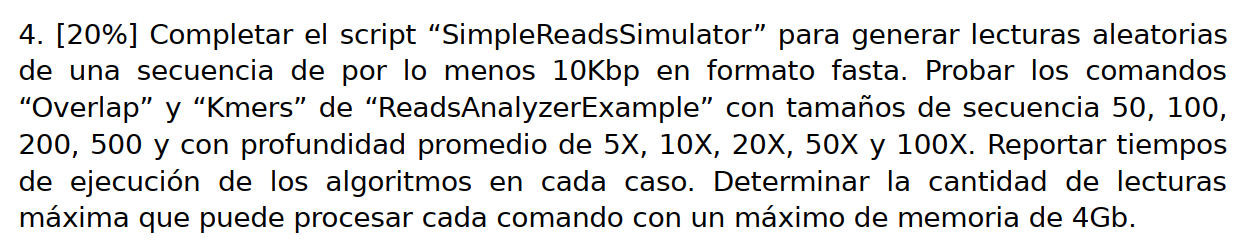 4. [20%] Completar el script “SimpleReadsSimulator” para generar lecturas aleatorias
de una secuencia de por lo menos 10Kbp en formato fasta. Probar los comandos
“Overlap” y “Kmers” de “ReadsAnalyzerExample” con tamaños de secuencia 50, 100,
200, 500 y con profundidad promedio de 5X, 10X, 20X, 50X y 100X. Reportar tiempos
de ejecución de los algoritmos en cada caso. Determinar la cantidad de lecturas
máxima que puede procesar cada comando con un máximo de memoria de 4Gb.